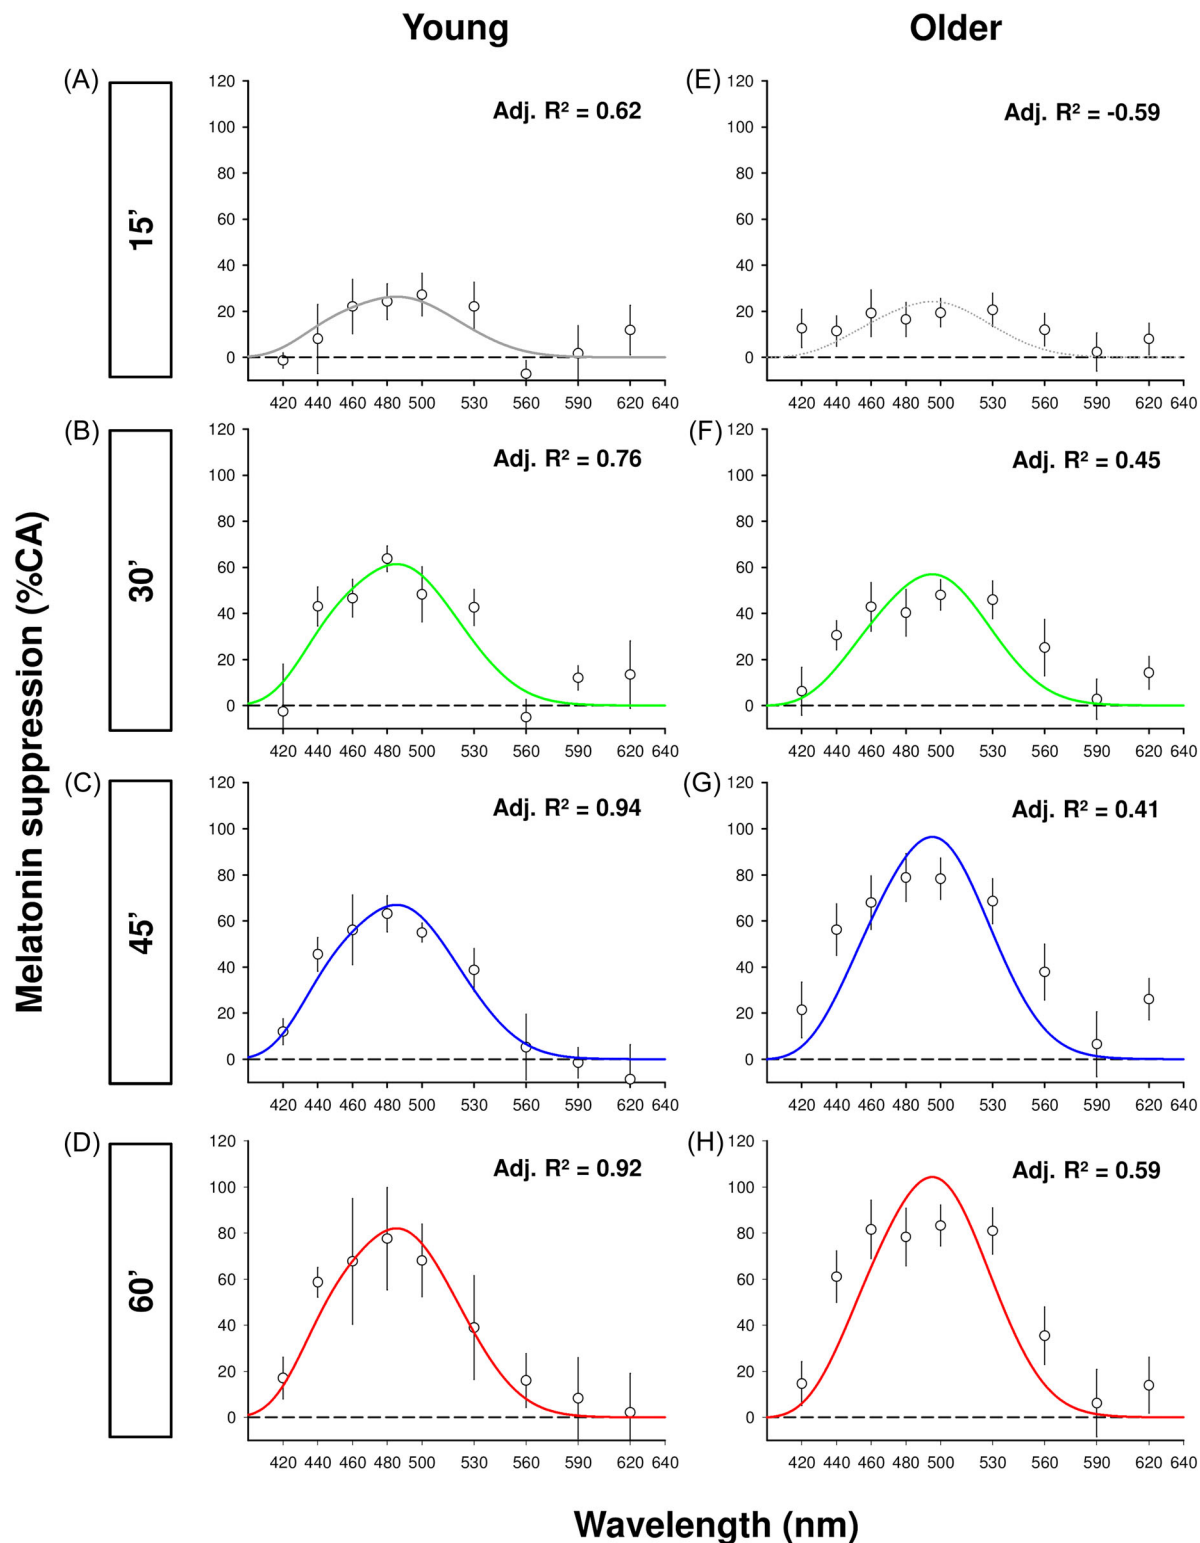 Young Older
(A) 15’ Adj. R² = 0.62
120
100
80
60
40
20
0
420 440 460 480 500 530 560 590 620 640
(E) Adj. R² = -0.59
120
100
80
60
40
20
0
420 440 460 480 500 530 560 590 620 640
(B) 30’ Adj. R² = 0.76
120
100
80
60
40
20
0
420 440 460 480 500 530 560 590 620 640
(F) Adj. R² = 0.45
120
100
80
60
40
20
0
420 440 460 480 500 530 560 590 620 640
Melatonin suppression (%CA)
(C) 45’ Adj. R² = 0.94
120
100
80
60
40
20
0
420 440 460 480 500 530 560 590 620 640
(G) Adj. R² = 0.41
120
100
80
60
40
20
0
420 440 460 480 500 530 560 590 620 640
(D) 60’ Adj. R² = 0.92
120
100
80
60
40
20
0
420 440 460 480 500 530 560 590 620 640
(H) Adj. R² = 0.59
120
100
80
60
40
20
0
420 440 460 480 500 530 560 590 620 640
Wavelength (nm)